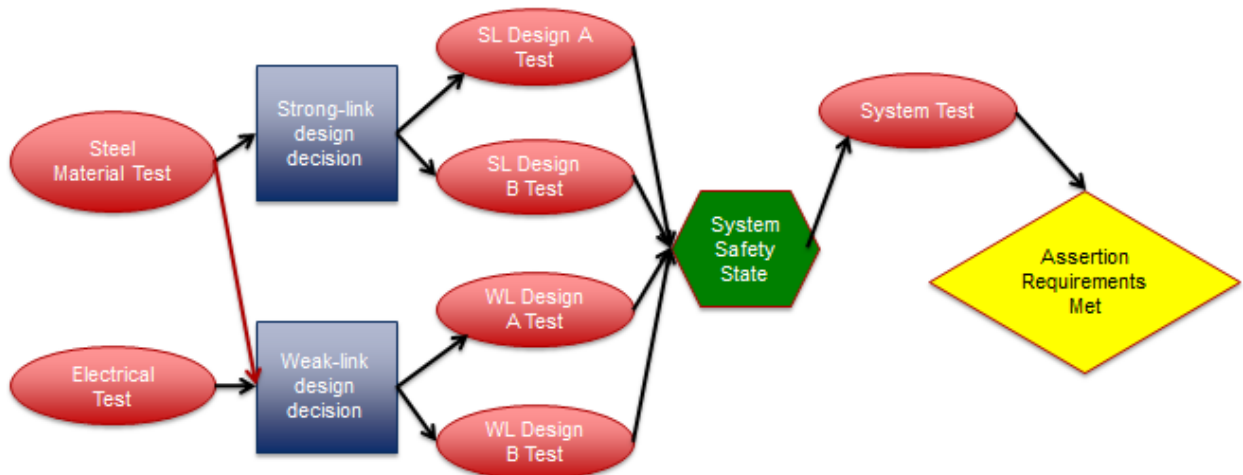 Steel
Material Test
Electrical
Test
Strong-link
design
decision
Weak-link
design
decision
SL Design A
Test
SL Design
B Test
WL Design
A Test
WL Design
B Test
System
Safety
State
System Test
Assertion
Requirements
Met